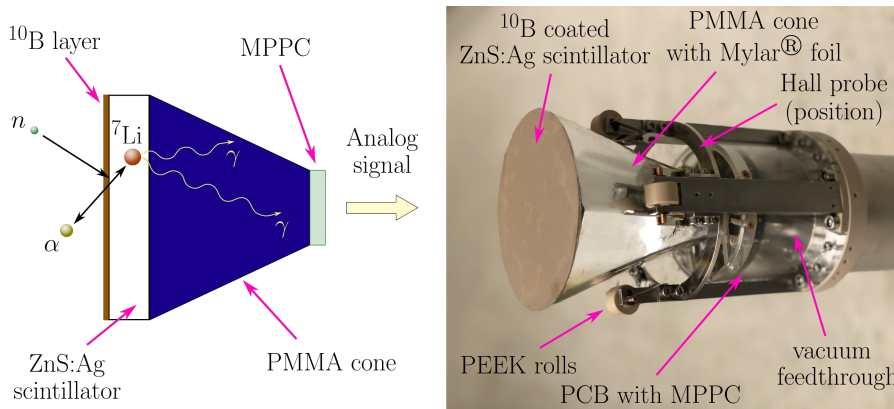 ¹⁰B layer
MPPC
n
⁷Li
γ
Analog
signal
α
γ
ZnS:Ag
scintillator
PMMA cone
¹⁰B coated
ZnS:Ag scintillator
PMMA cone
with Mylar® foil
Hall probe
(position)
PEEK rolls
PCB with MPPC
vacuum
feedthrough